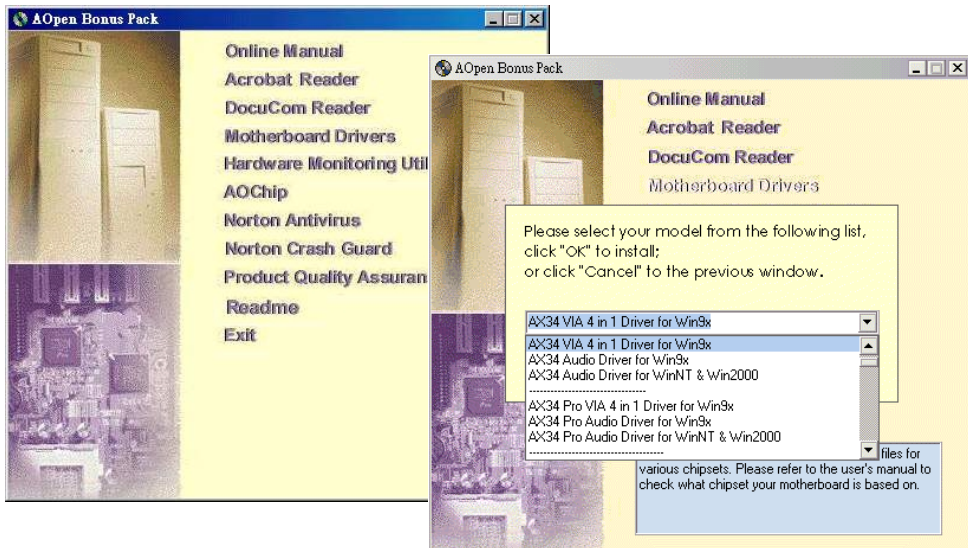 AOpen Bonus Pack
Online Manual
Acrobat Reader
DocuCom Reader
Motherboard Drivers
Hardware Monitoring Util
AOChip
Norton Antivirus
Norton Crash Guard
Product Quality Assuran
Readme
Exit
AOpen Bonus Pack
Online Manual
Acrobat Reader
DocuCom Reader
Motherboard Drivers
Please select your model from the following list,
click "OK" to install;
or click "Cancel" to the previous window.
AX34 VIA 4 in 1 Driver for Win9x
AX34 VIA 4 in 1 Driver for Win9x
AX34 Audio Driver for Win9x
AX34 Audio Driver for WinNT & Win2000
--------------------------------
AX34 Pro VIA 4 in 1 Driver for Win9x
AX34 Pro Audio Driver for Win9x
AX34 Pro Audio Driver for WinNT & Win2000
-------------------------------------
files for
various chipsets. Please refer to the user's manual to
check what chipset your motherboard is based on.